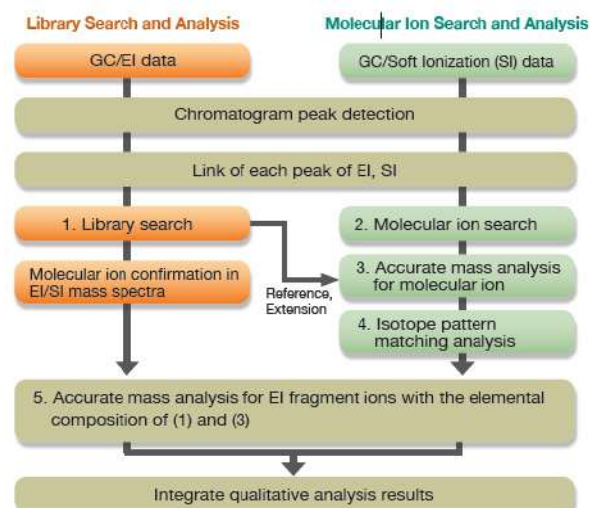 Library Search and Analysis
Molecular Ion Search and Analysis
GC/EI data
GC/Soft Ionization (SI) data
Chromatogram peak detection
Link of each peak of EI, SI
1. Library search
2. Molecular ion search
Molecular ion confirmation in
EI/SI mass spectra
Reference,
Extension
3. Accurate mass analysis
for molecular ion
4. Isotope pattern
matching analysis
5. Accurate mass analysis for EI fragment ions with the elemental
composition of (1) and (3)
Integrate qualitative analysis results